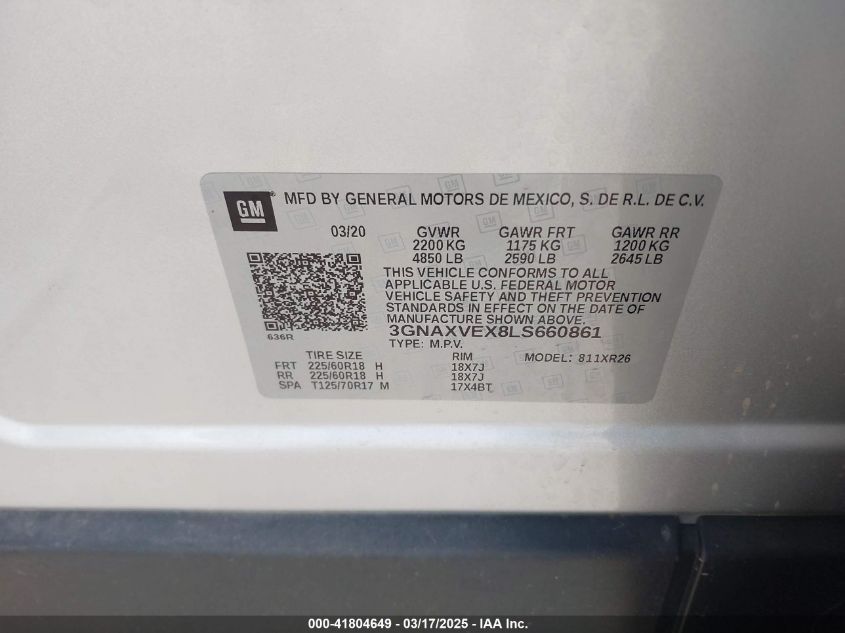 GM ® MFD BY GENERAL MOTORS DE MEXICO, S. DE R.L. DE C.V.
03/20 GVWR GAWR FRT GAWR RR
2200 KG 1175 KG 1200 KG
4850 LB 2590 LB 2645 LB
THIS VEHICLE CONFORMS TO ALL
APPLICABLE U.S. FEDERAL MOTOR
VEHICLE SAFETY AND THEFT PREVENTION
STANDARDS IN EFFECT ON THE DATE OF
MANUFACTURE SHOWN ABOVE.
636R 3GNAXVEX8LS660861
TYPE: M.P.V.
TIRE SIZE RIM MODEL: 811XR26
FRT 225/60R18 H 18X7J
RR 225/60R18 H 18X7J
SPA T125/70R17 M 17X4BT
000-41804649 - 03/17/2025 - IAA Inc.